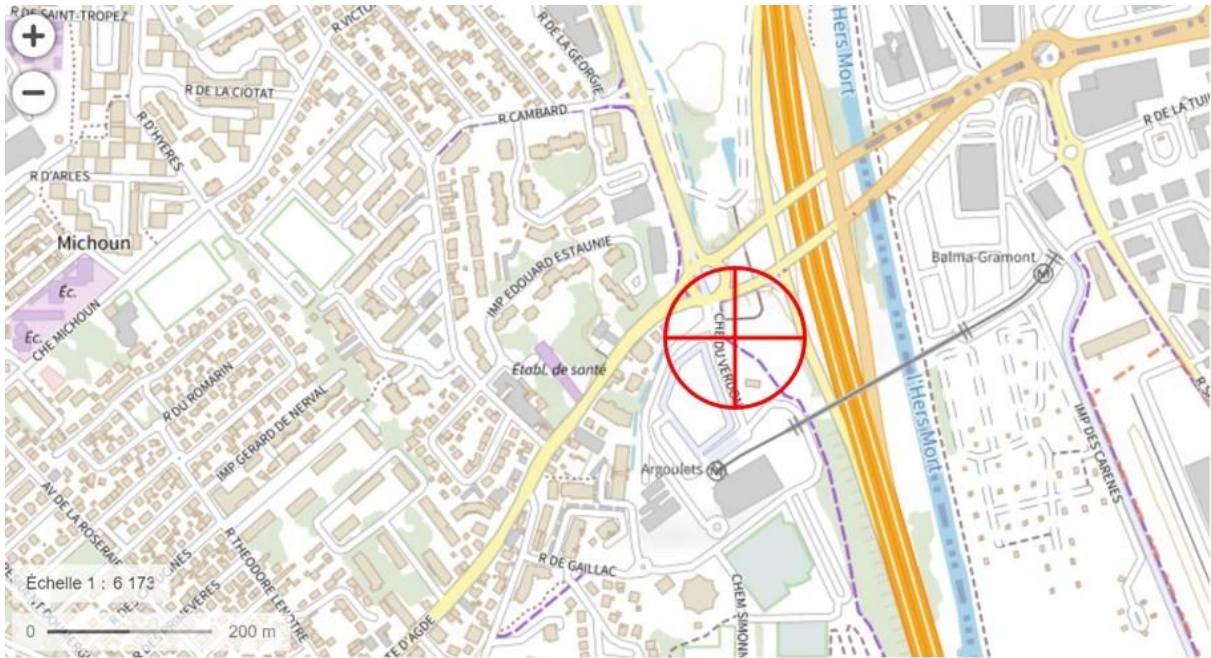 R DE SAINT-TROPEZ
R VICTO
R DE LA GEORGIE
l'Hers Mort
+
R DE LA CIOTAT
−
R CAMBARD
R DE LA TUIL
R D'HYERES
R D'ARLES
Michoun
IMP EDOUARD ESTAUNIE
Balma-Gramont
M
Éc.
Éc.
CHE MICHOUN
CHE DU VERDON
Établ. de santé
R DU ROMARIN
IMP GERARD DE NERVAL
l'Hers Mort
IMP DES CARENES
Argoulets
M
AV DE LA ROSERAIE
R THEODORE LENOTRE
R DE GAILLAC
CHEM SIMONN
Échelle 1 : 6 173
0 200 m
TE D'AGDE